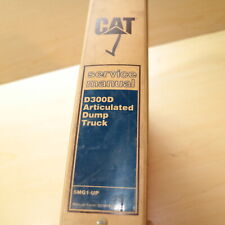 CAT
service
manual
D300D
Articulated
Dump
Truck
5MG1-UP